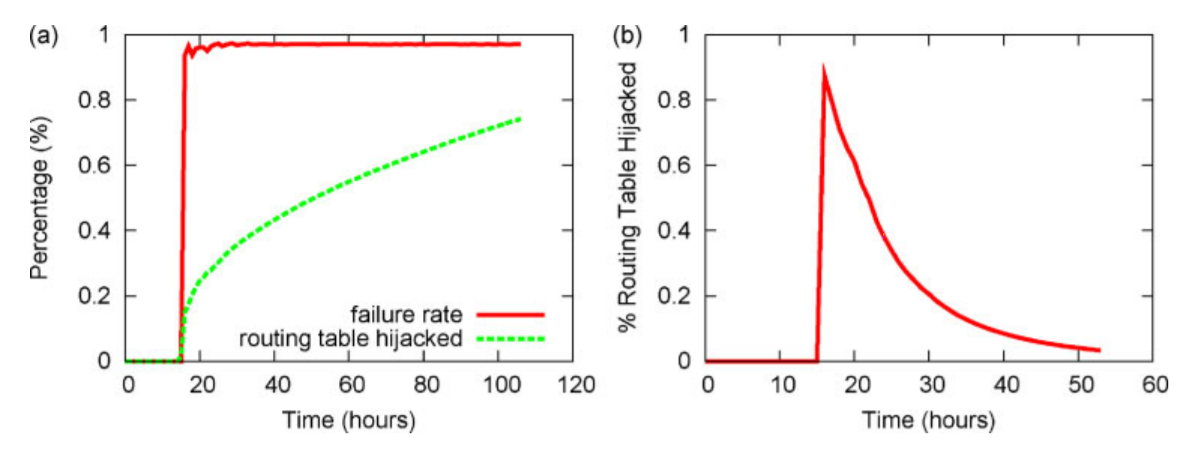 (a)
Percentage (%)
1
0.8
0.6
0.4
0.2
0
failure rate
routing table hijacked
0 20 40 60 80 100 120
Time (hours)
(b)
% Routing Table Hijacked
1
0.8
0.6
0.4
0.2
0
0 10 20 30 40 50 60
Time (hours)